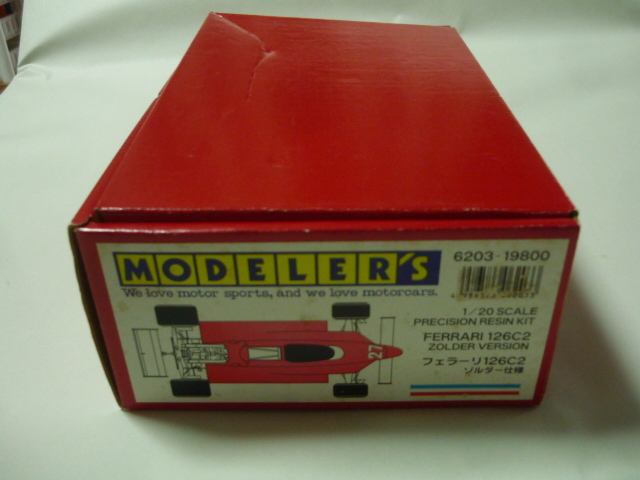 MODELER'S
We love motor sports, and we love motorcars.
6203-19800
1/20 SCALE
PRECISION RESIN KIT
FERRARI 126C2
ZOLDER VERSION
フェラーリ126C2
ゾルダー仕様
27